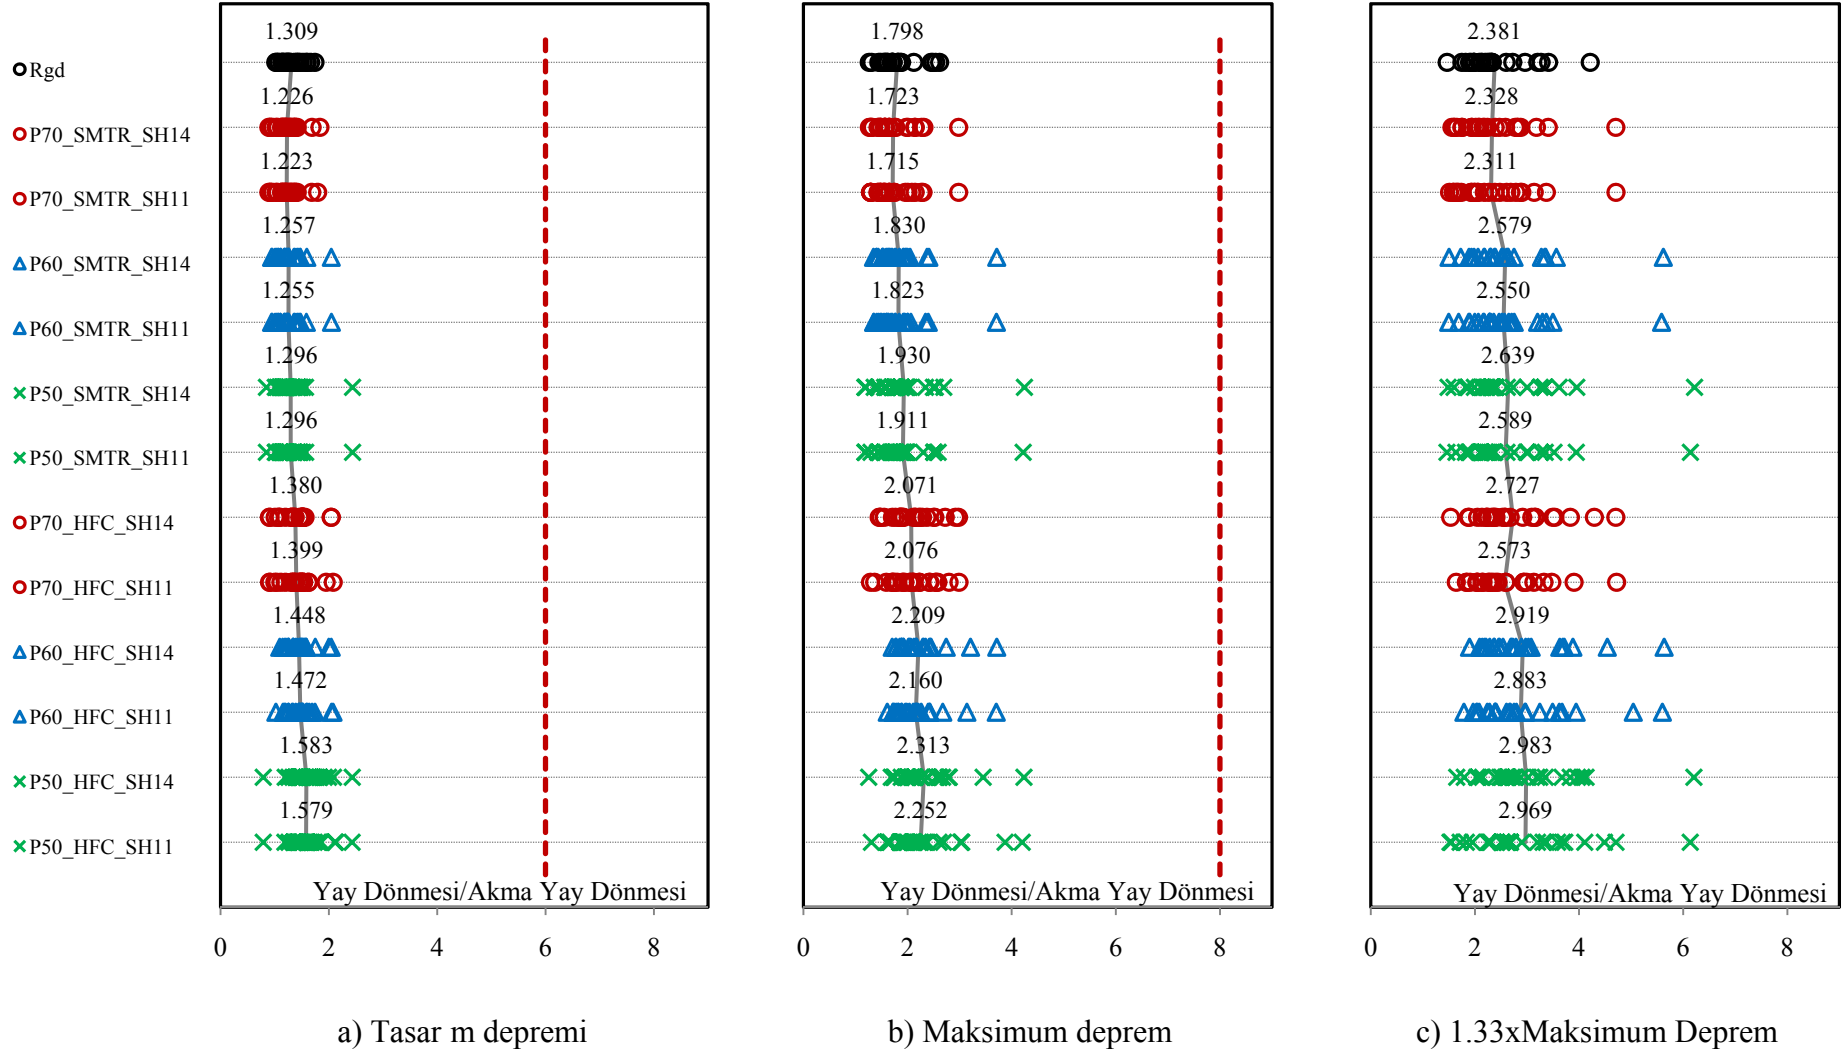 Rgd
P70_SMTR_SH14
P70_SMTR_SH11
P60_SMTR_SH14
P60_SMTR_SH11
P50_SMTR_SH14
P50_SMTR_SH11
P70_HFC_SH14
P70_HFC_SH11
P60_HFC_SH14
P60_HFC_SH11
P50_HFC_SH14
P50_HFC_SH11
1.309
1.226
1.223
1.257
1.255
1.296
1.296
1.380
1.399
1.448
1.472
1.583
1.579
Yay Dönmesi/Akma Yay Dönmesi
0 2 4 6 8
a) Tasar m depremi
1.798
1.723
1.715
1.830
1.823
1.930
1.911
2.071
2.076
2.209
2.160
2.313
2.252
Yay Dönmesi/Akma Yay Dönmesi
0 2 4 6 8
b) Maksimum deprem
2.381
2.328
2.311
2.579
2.550
2.639
2.589
2.727
2.573
2.919
2.883
2.983
2.969
Yay Dönmesi/Akma Yay Dönmesi
0 2 4 6 8
c) 1.33xMaksimum Deprem